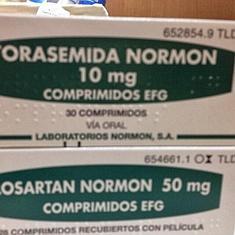 652854.9 TLD
TORASEMIDA NORMON
10 mg
COMPRIMIDOS EFG
30 COMPRIMIDOS
VÍA ORAL
LABORATORIOS NORMON, S.A.
654661.1 TLD
LOSARTAN NORMON 50 mg
COMPRIMIDOS EFG
28 COMPRIMIDOS RECUBIERTOS CON PELÍCULA